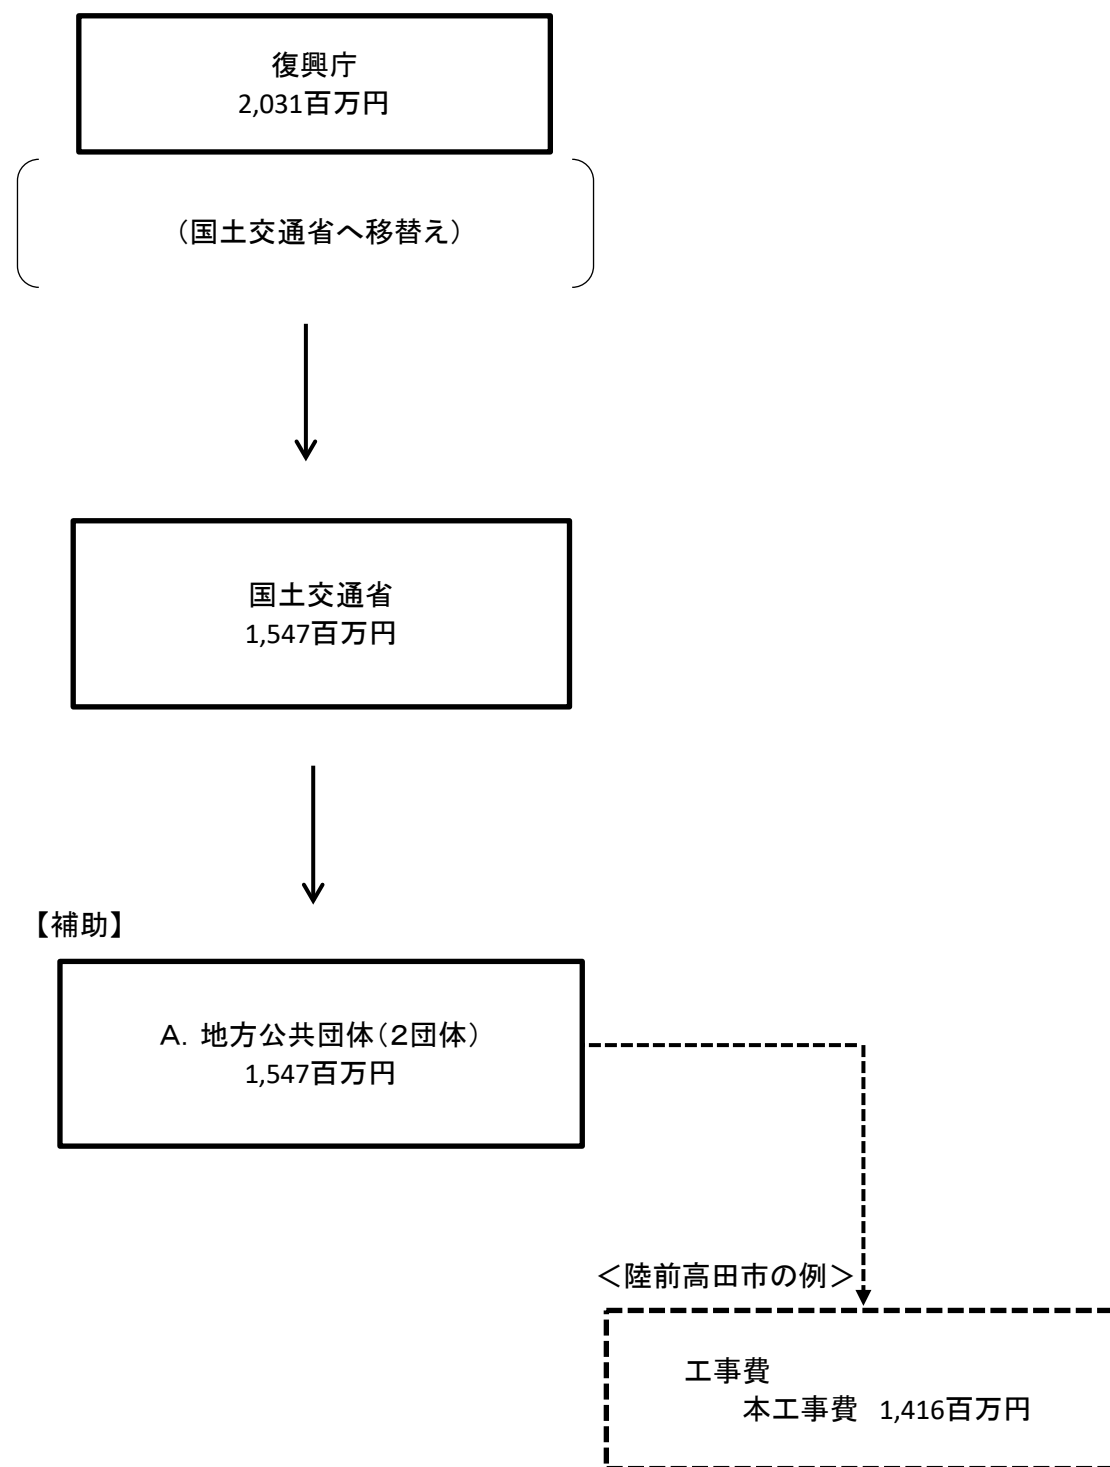 復興庁
2,031百万円
（国土交通省へ移替え）
国土交通省
1,547百万円
【補助】
A．地方公共団体（２団体）
1,547百万円
＜陸前高田市の例＞
工事費
本工事費　1,416百万円